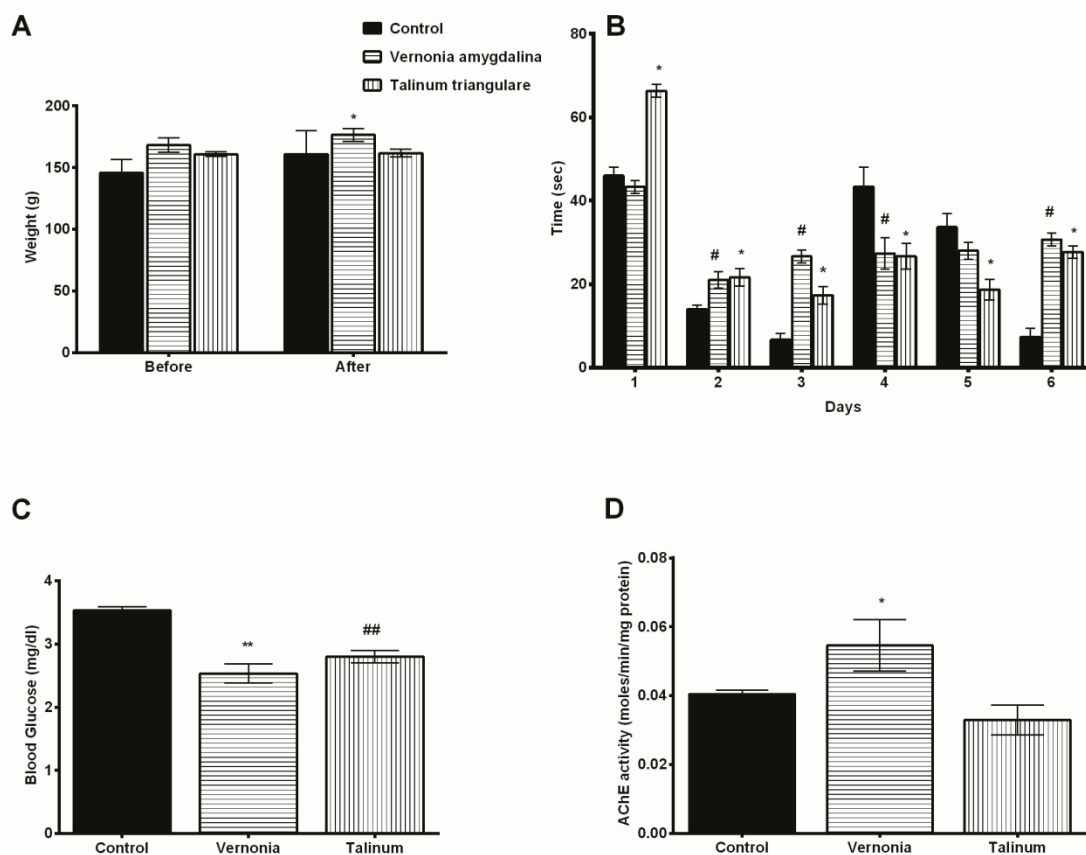 A
Control
Vernonia amygdalina
Talinum triangulare
Weight (g)
200
150
100
50
0
*
Before After
B
Time (sec)
80
60
40
20
0
*
# *
# *
# *
*
# *
1 2 3 4 5 6
Days
C
Blood Glucose (mg/dl)
4
3
2
1
0
**
##
Control Vernonia Talinum
D
AChE activity (moles/min/mg protein)
0.08
0.06
0.04
0.02
0.00
*
Control Vernonia Talinum